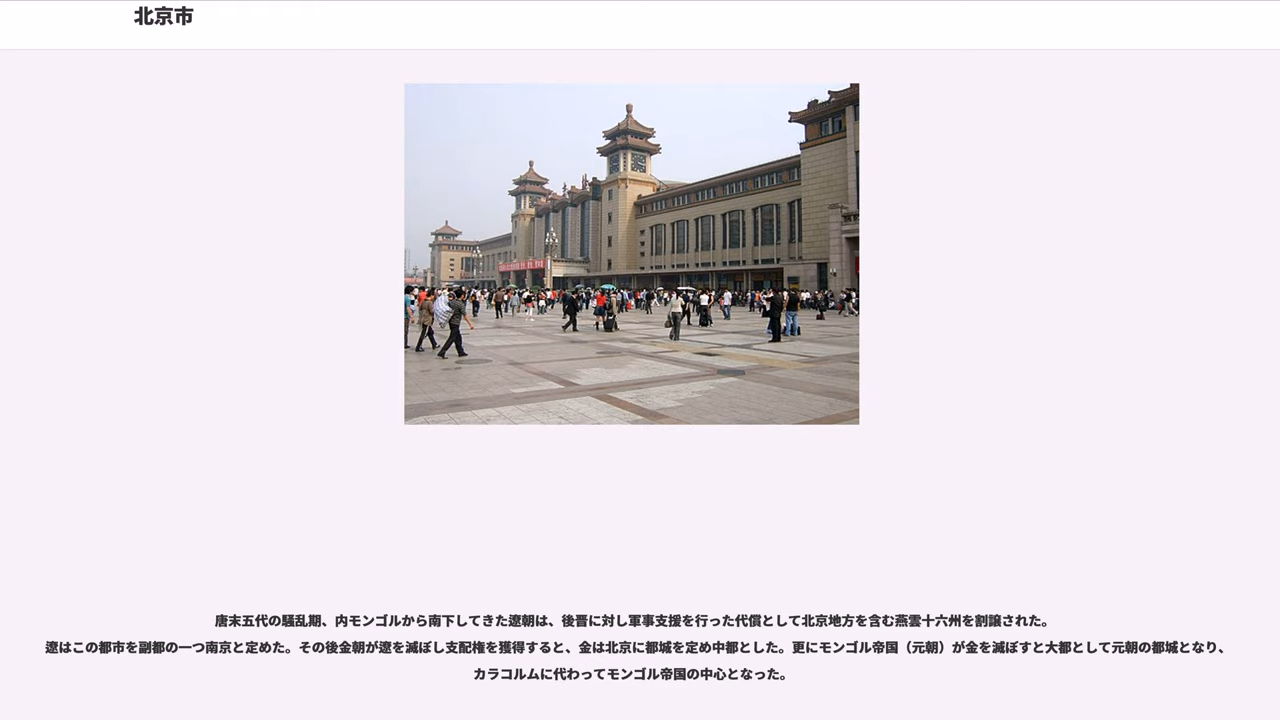 北京市
唐末五代の騒乱期、内モンゴルから南下してきた遼朝は、後晋に対し軍事支援を行った代償として北京地方を含む燕雲十六州を割譲された。
遼はこの都市を副都の一つ南京と定めた。その後金朝が遼を滅ぼし支配権を獲得すると、金は北京に都城を定め中都とした。更にモンゴル帝国（元朝）が金を滅ぼすと大都として元朝の都城となり、
カラコルムに代わってモンゴル帝国の中心となった。